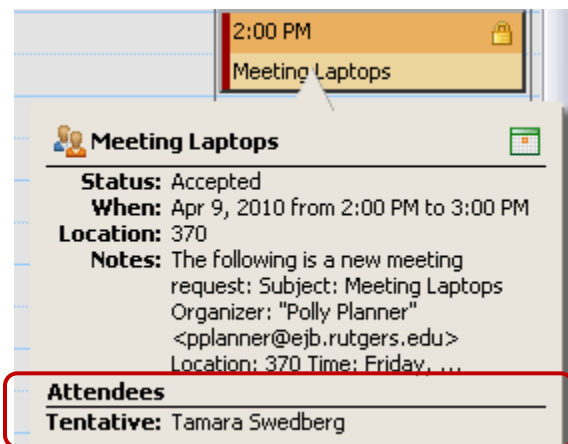 2:00 PM
Meeting Laptops
Meeting Laptops
Status: Accepted
When: Apr 9, 2010 from 2:00 PM to 3:00 PM
Location: 370
Notes: The following is a new meeting
request: Subject: Meeting Laptops
Organizer: "Polly Planner"
<pplanner@ejb.rutgers.edu>
Location: 370 Time: Friday, ...
Attendees
Tentative: Tamara Swedberg